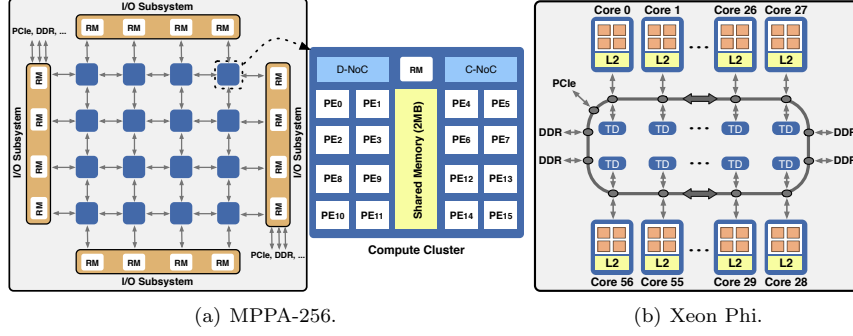 I/O Subsystem
RM RM RM RM
PCIe, DDR, ...
I/O Subsystem
RM
RM
RM
RM
RM
RM
RM
RM
I/O Subsystem
PCIe, DDR, ...
RM RM RM RM
I/O Subsystem
D-NoC RM C-NoC
PE0 PE1 PE4 PE5
PE2 PE3 PE6 PE7
PE8 PE9 PE12 PE13
PE10 PE11 PE14 PE15
Shared Memory (2MB)
Compute Cluster
(a) MPPA-256.
Core 0 Core 1 Core 26 Core 27
L2 L2 ... L2 L2
PCIe
TD TD ... TD TD
DDR DDR
DDR DDR
TD TD ... TD TD
L2 L2 ... L2 L2
Core 56 Core 55 Core 29 Core 28
(b) Xeon Phi.